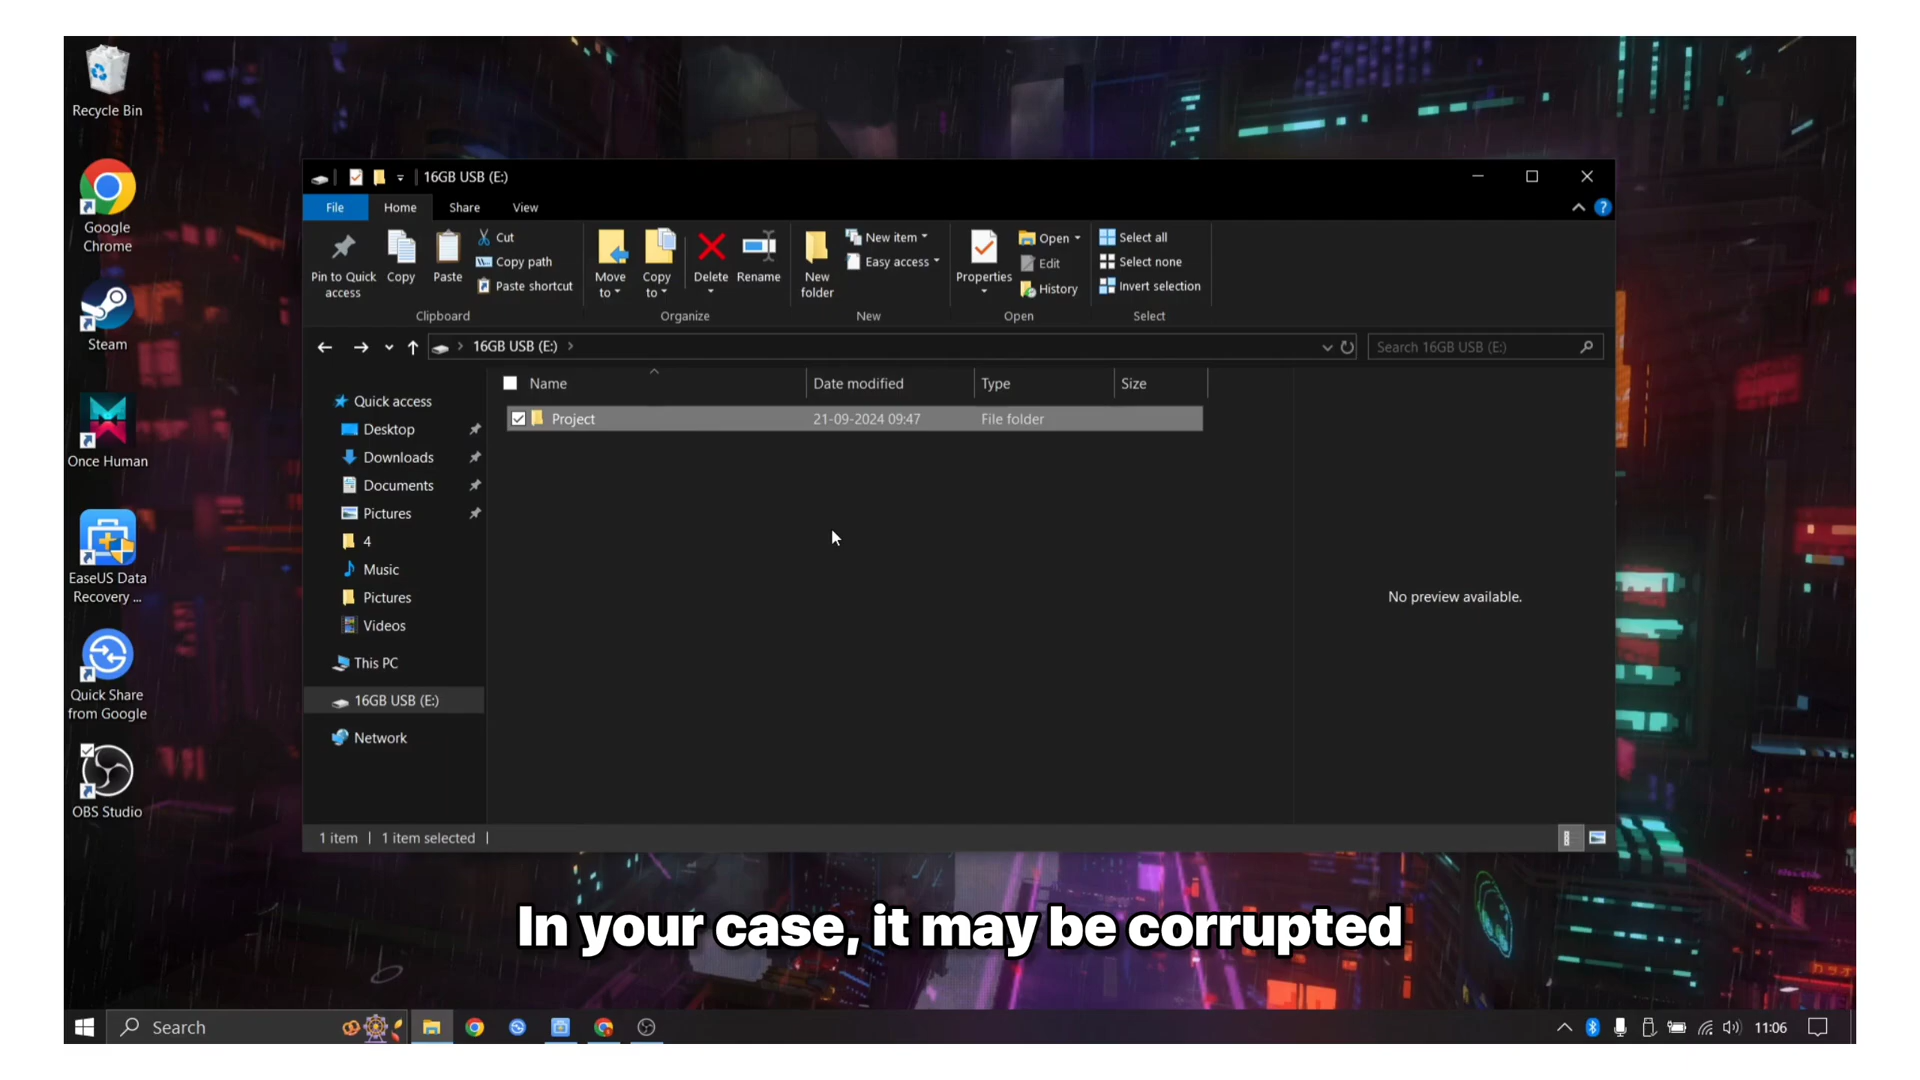 Recycle Bin
Google
Chrome
Steam
Once Human
EaseUS Data
Recovery ...
Quick Share
from Google
OBS Studio
16GB USB (E:)
File
Home
Share
View
Pin to Quick
access
Copy
Paste
Cut
Copy path
Paste shortcut
Clipboard
Move
to
Copy
to
Delete
Rename
Organize
New
folder
New item
Easy access
New
Properties
Open
Edit
History
Open
Select all
Select none
Invert selection
Select
16GB USB (E:)
Search 16GB USB (E:)
Name
Date modified
Type
Size
Project
21-09-2024 09:47
File folder
Quick access
Desktop
Downloads
Documents
Pictures
4
Music
Pictures
Videos
This PC
16GB USB (E:)
Network
No preview available.
1 item
1 item selected
In your case, it may be corrupted
Search
11:06